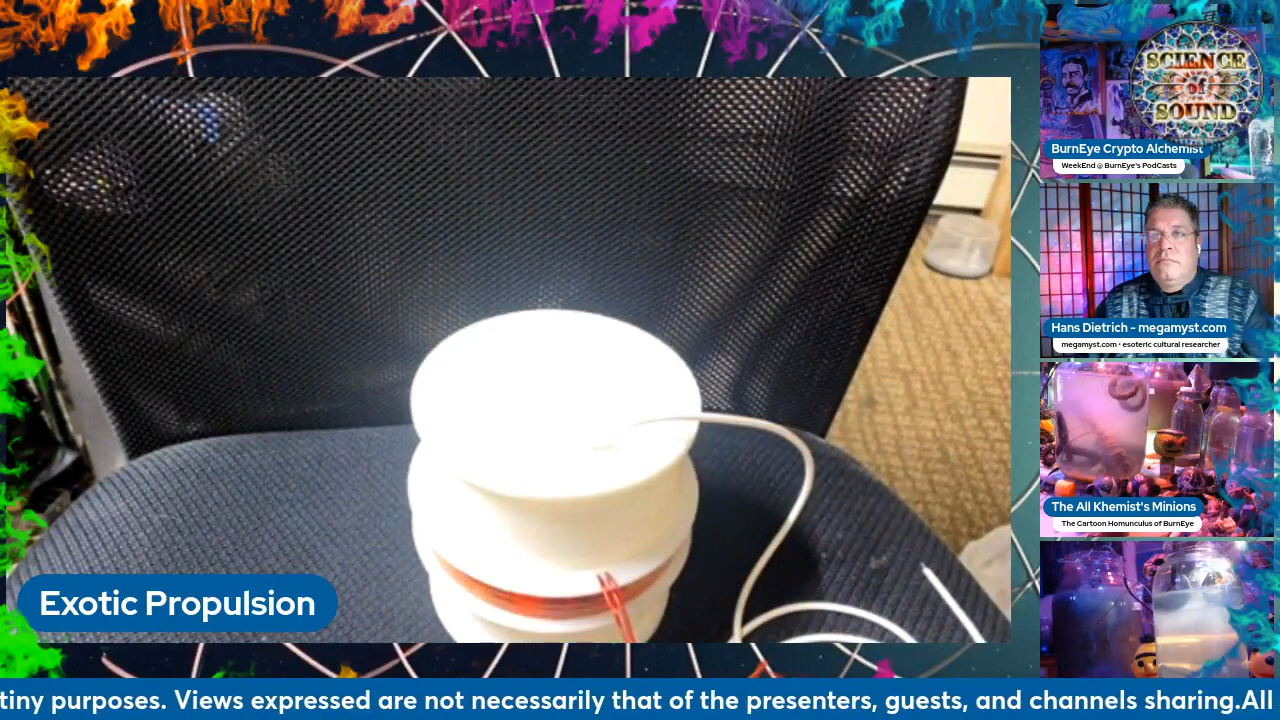 SCIENCE
of
SOUND
BurnEye Crypto Alchemist
WeekEnd @ BurnEye's PodCasts
Hans Dietrich - megamyst.com
megamyst.com • esoteric cultural researcher
The All Khemist's Minions
The Cartoon Homunculus of BurnEye
Exotic Propulsion
tiny purposes. Views expressed are not necessarily that of the presenters, guests, and channels sharing.All